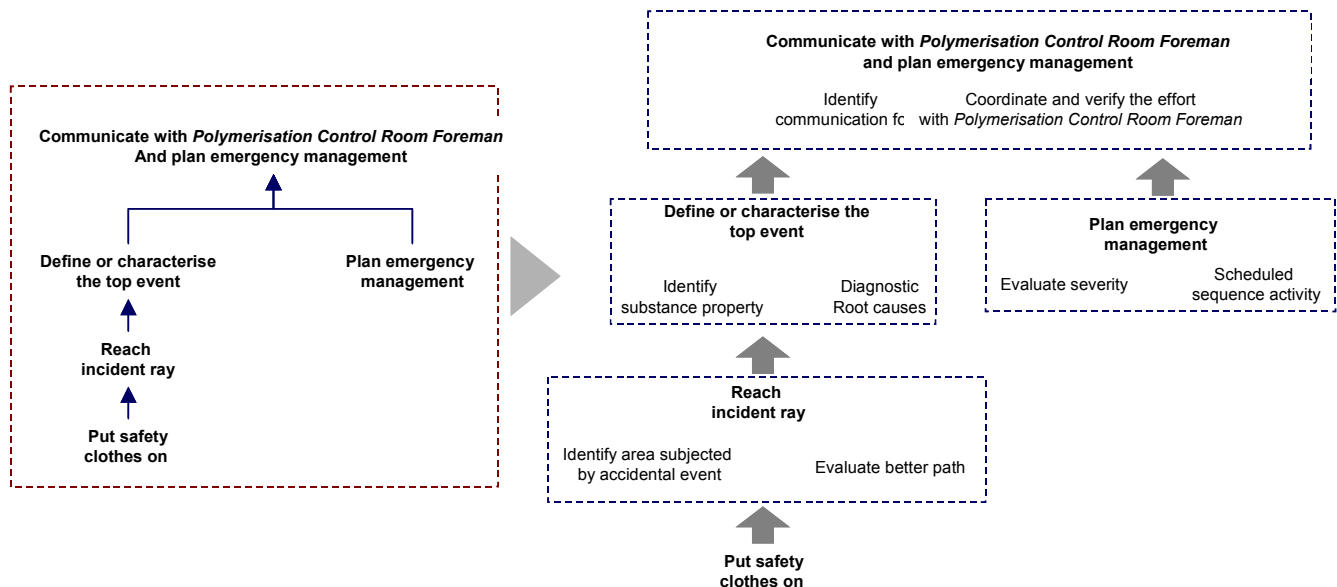 Communicate with Polymerisation Control Room Foreman
And plan emergency management
Define or characterise
the top event
Plan emergency
management
Reach
incident ray
Put safety
clothes on
Communicate with Polymerisation Control Room Foreman
and plan emergency management
Identify
communication
Coordinate and verify the effort
with Polymerisation Control Room Foreman
Define or characterise the
top event
Identify
substance property
Diagnostic
Root causes
Plan emergency
management
Evaluate severity
Scheduled
sequence activity
Reach
incident ray
Identify area subjected
by accidental event
Evaluate better path
Put safety
clothes on